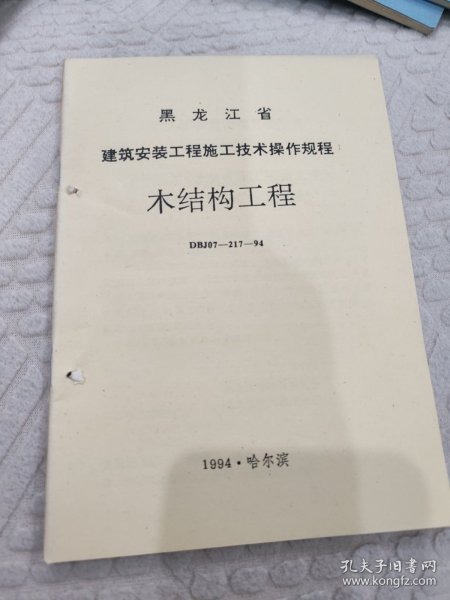 黑龙江省
建筑安装工程施工技术操作规程
木结构工程
DBJ07—217—94
1994·哈尔滨
孔夫子旧书网
www.kongfz.com